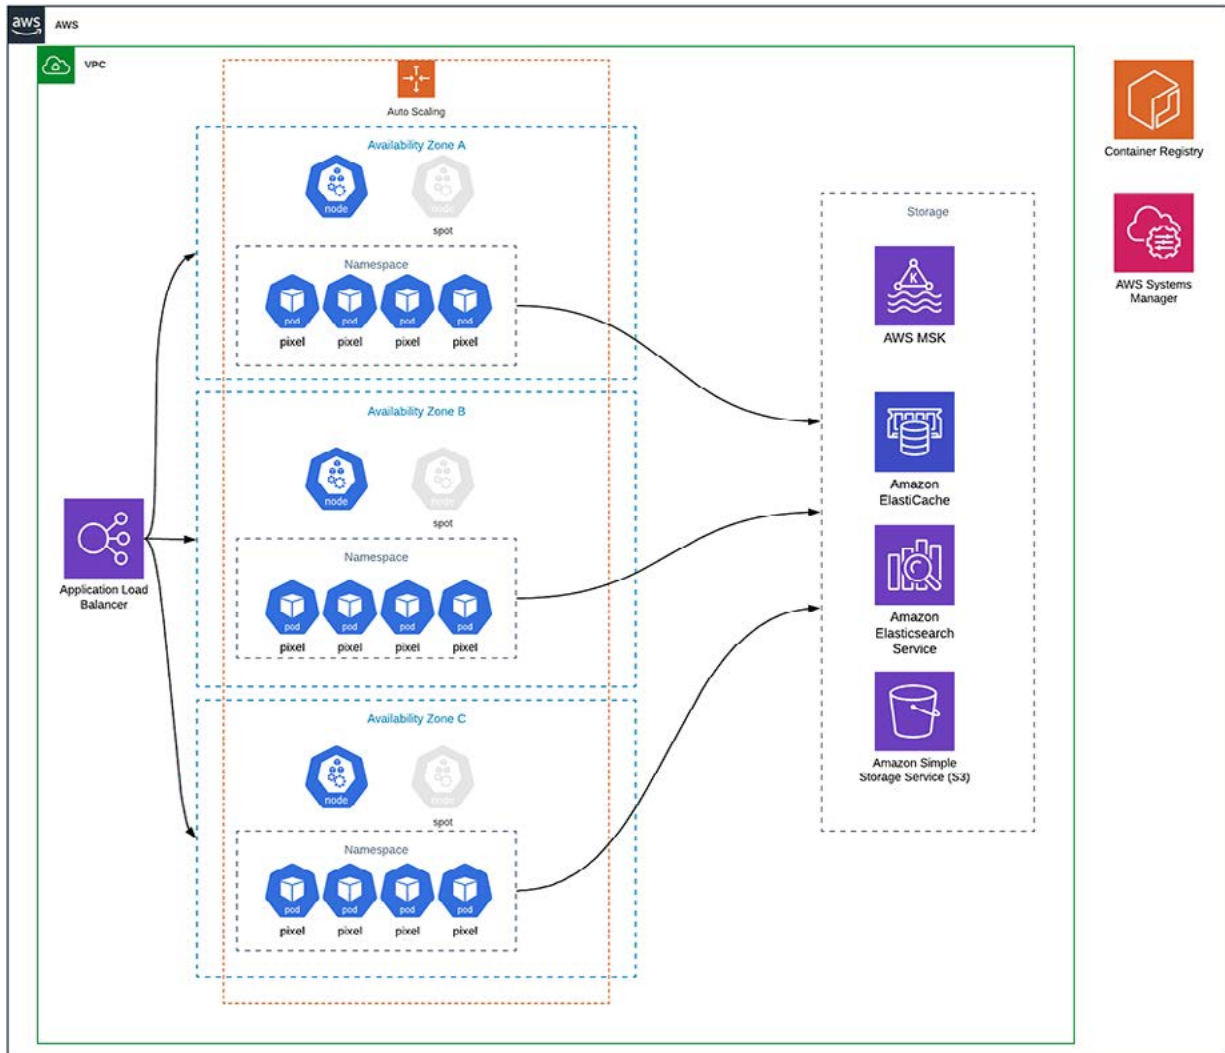 aws
AWS
VPC
Auto Scaling
Availability Zone A
node
node
spot
Namespace
pod
pod
pod
pod
pixel
pixel
pixel
pixel
Availability Zone B
node
node
spot
Namespace
pod
pod
pod
pod
pixel
pixel
pixel
pixel
Availability Zone C
node
node
spot
Namespace
pod
pod
pod
pod
pixel
pixel
pixel
pixel
Application Load
Balancer
Storage
K
AWS MSK
Amazon
ElastiCache
Amazon
Elasticsearch
Service
Amazon Simple
Storage Service (S3)
Container Registry
AWS Systems
Manager